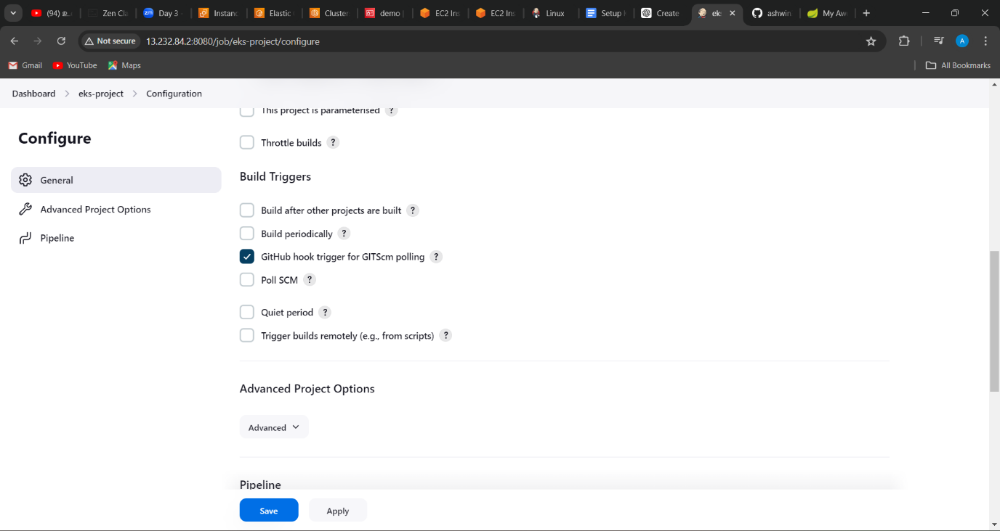 (94)
Zen Cla
zm Day 3
Instanc
Elastic
Cluster
demo
EC2 Ins
EC2 Ins
Linux
Setup
Create
eks
ashwin
My Aw
Not secure 13.232.84.2:8080/job/eks-project/configure
A
Gmail YouTube Maps All Bookmarks
Dashboard > eks-project > Configuration
Configure
General
Advanced Project Options
Pipeline
This project is parameterised ?
Throttle builds ?
Build Triggers
Build after other projects are built ?
Build periodically ?
GitHub hook trigger for GITScm polling ?
Poll SCM ?
Quiet period ?
Trigger builds remotely (e.g., from scripts) ?
Advanced Project Options
Advanced
Pipeline
Save Apply